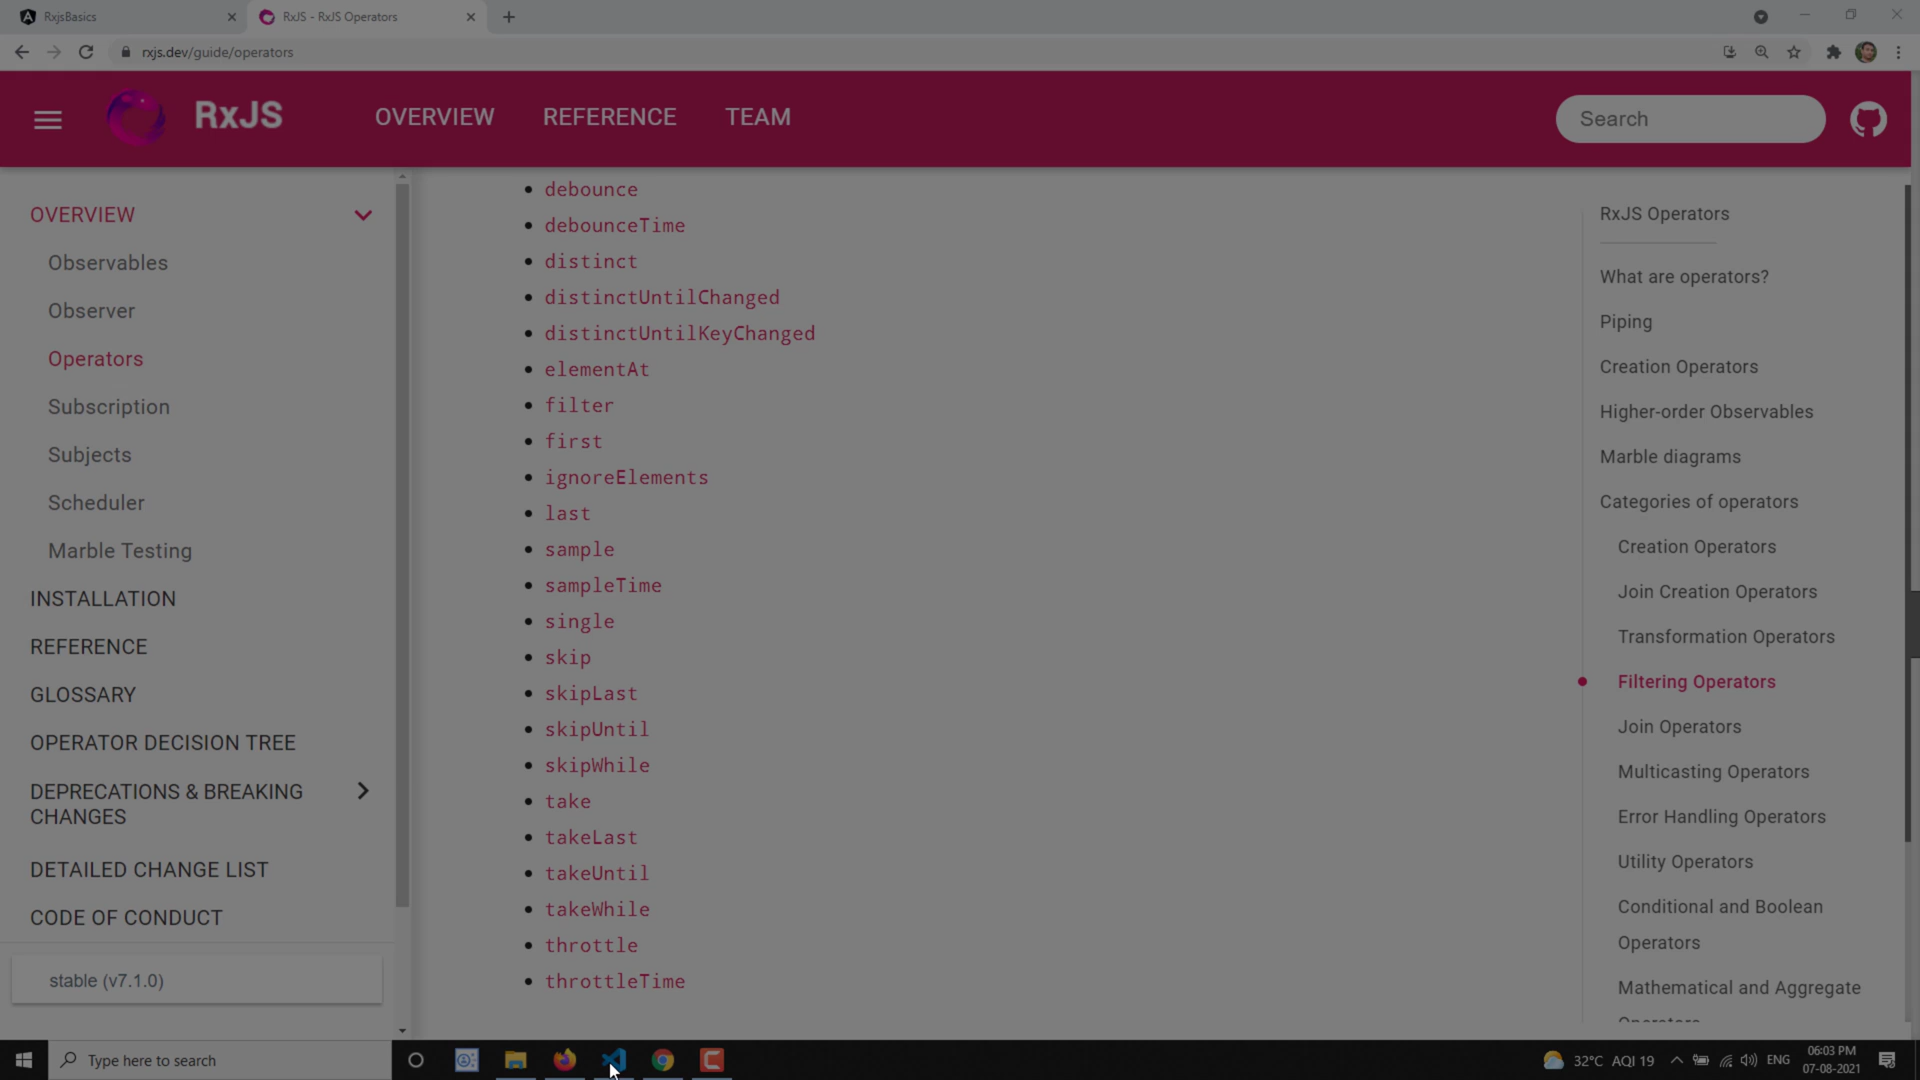 RxjsBasics
RxJS - RxJS Operators
rxjs.dev/guide/operators
RxJS
OVERVIEW
REFERENCE
TEAM
Search
OVERVIEW
Observables
Observer
Operators
Subscription
Subjects
Scheduler
Marble Testing
INSTALLATION
REFERENCE
GLOSSARY
OPERATOR DECISION TREE
DEPRECATIONS & BREAKING
CHANGES
DETAILED CHANGE LIST
CODE OF CONDUCT
stable (v7.1.0)
debounce
debounceTime
distinct
distinctUntilChanged
distinctUntilKeyChanged
elementAt
filter
first
ignoreElements
last
sample
sampleTime
single
skip
skipLast
skipUntil
skipWhile
take
takeLast
takeUntil
takeWhile
throttle
throttleTime
RxJS Operators
What are operators?
Piping
Creation Operators
Higher-order Observables
Marble diagrams
Categories of operators
Creation Operators
Join Creation Operators
Transformation Operators
Filtering Operators
Join Operators
Multicasting Operators
Error Handling Operators
Utility Operators
Conditional and Boolean
Operators
Mathematical and Aggregate
Operators
Type here to search
32°C AQI 19
ENG
06:03 PM
07-08-2021